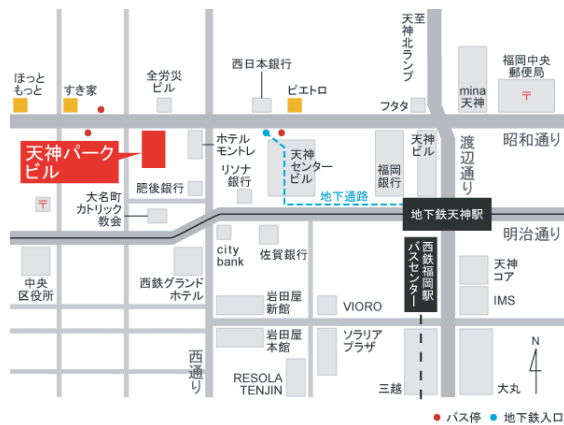 至
天神北ランプ
ほっと
もっと
すき家
全労災
ビル
西日本銀行
ピエトロ
フタタ
mina
天神
福岡中央
郵便局
〒
昭和通り
天神パーク
ビル
ホテル
モントレ
天神
センター
ビル
福岡
銀行
天神
ビル
渡辺通り
肥後銀行
リソナ
銀行
地下通路
〒
大名町
カトリック
教会
地下鉄天神駅
明治通り
中央
区役所
西鉄グランド
ホテル
city
bank
佐賀銀行
西鉄福岡駅
バスセンター
天神
コア
IMS
岩田屋
新館
VIORO
岩田屋
本館
ソラリア
プラザ
西通り
RESOLA
TENJIN
三越
大丸
N
バス停
地下鉄入口